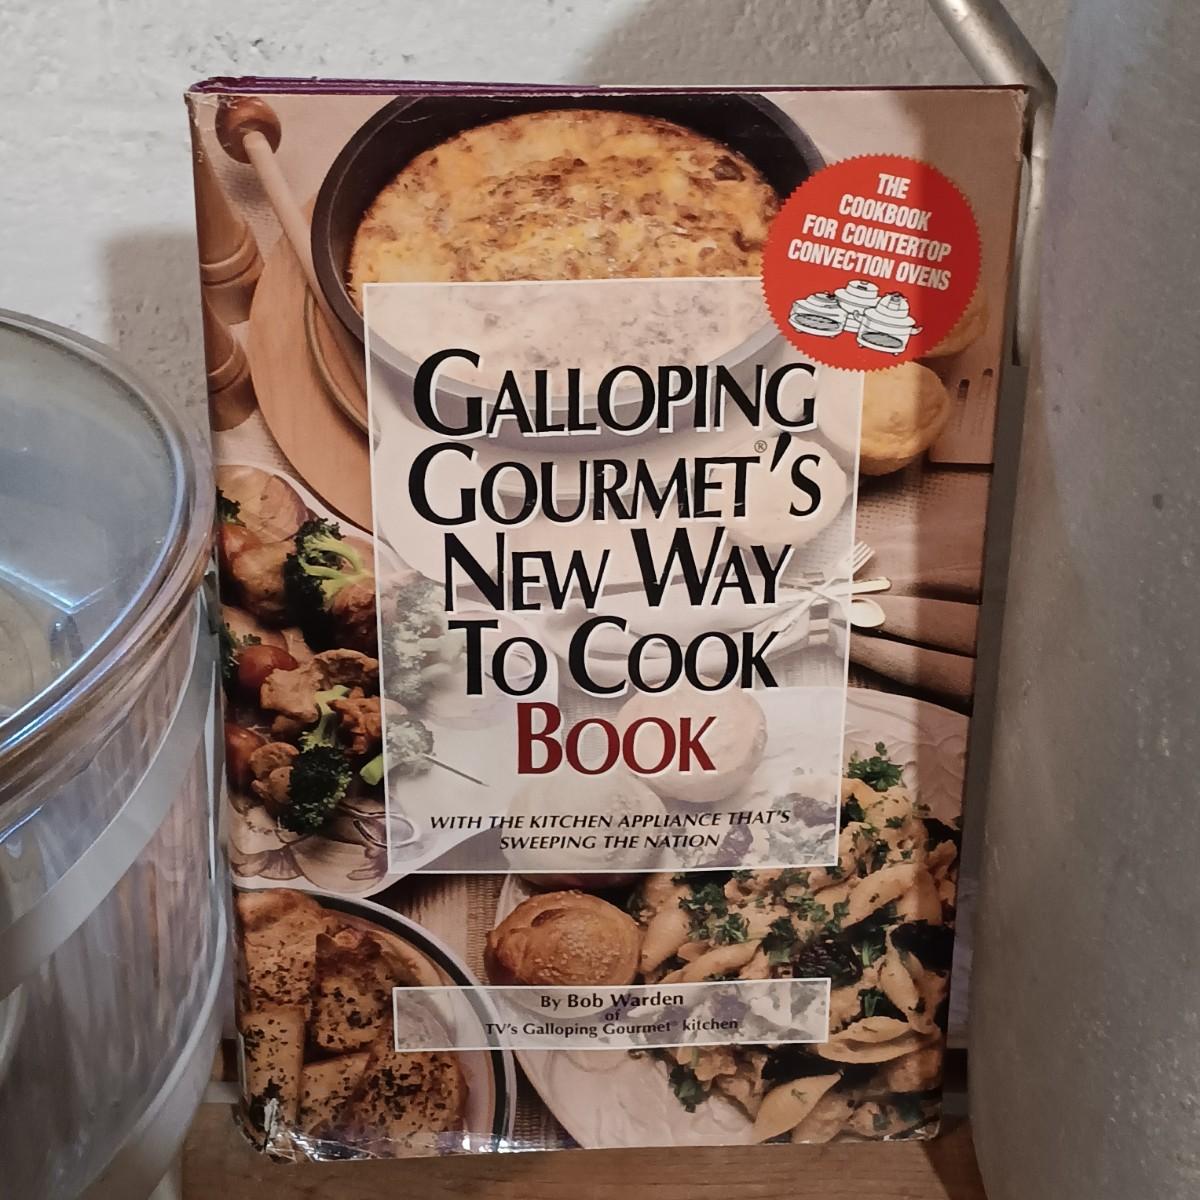 THE
COOKBOOK
FOR COUNTERTOP
CONVECTION OVENS
GALLOPING
GOURMET®'S
NEW WAY
TO COOK
BOOK
WITH THE KITCHEN APPLIANCE THAT'S
SWEEPING THE NATION
By Bob Warden
of
TV's Galloping Gourmet® kitchen